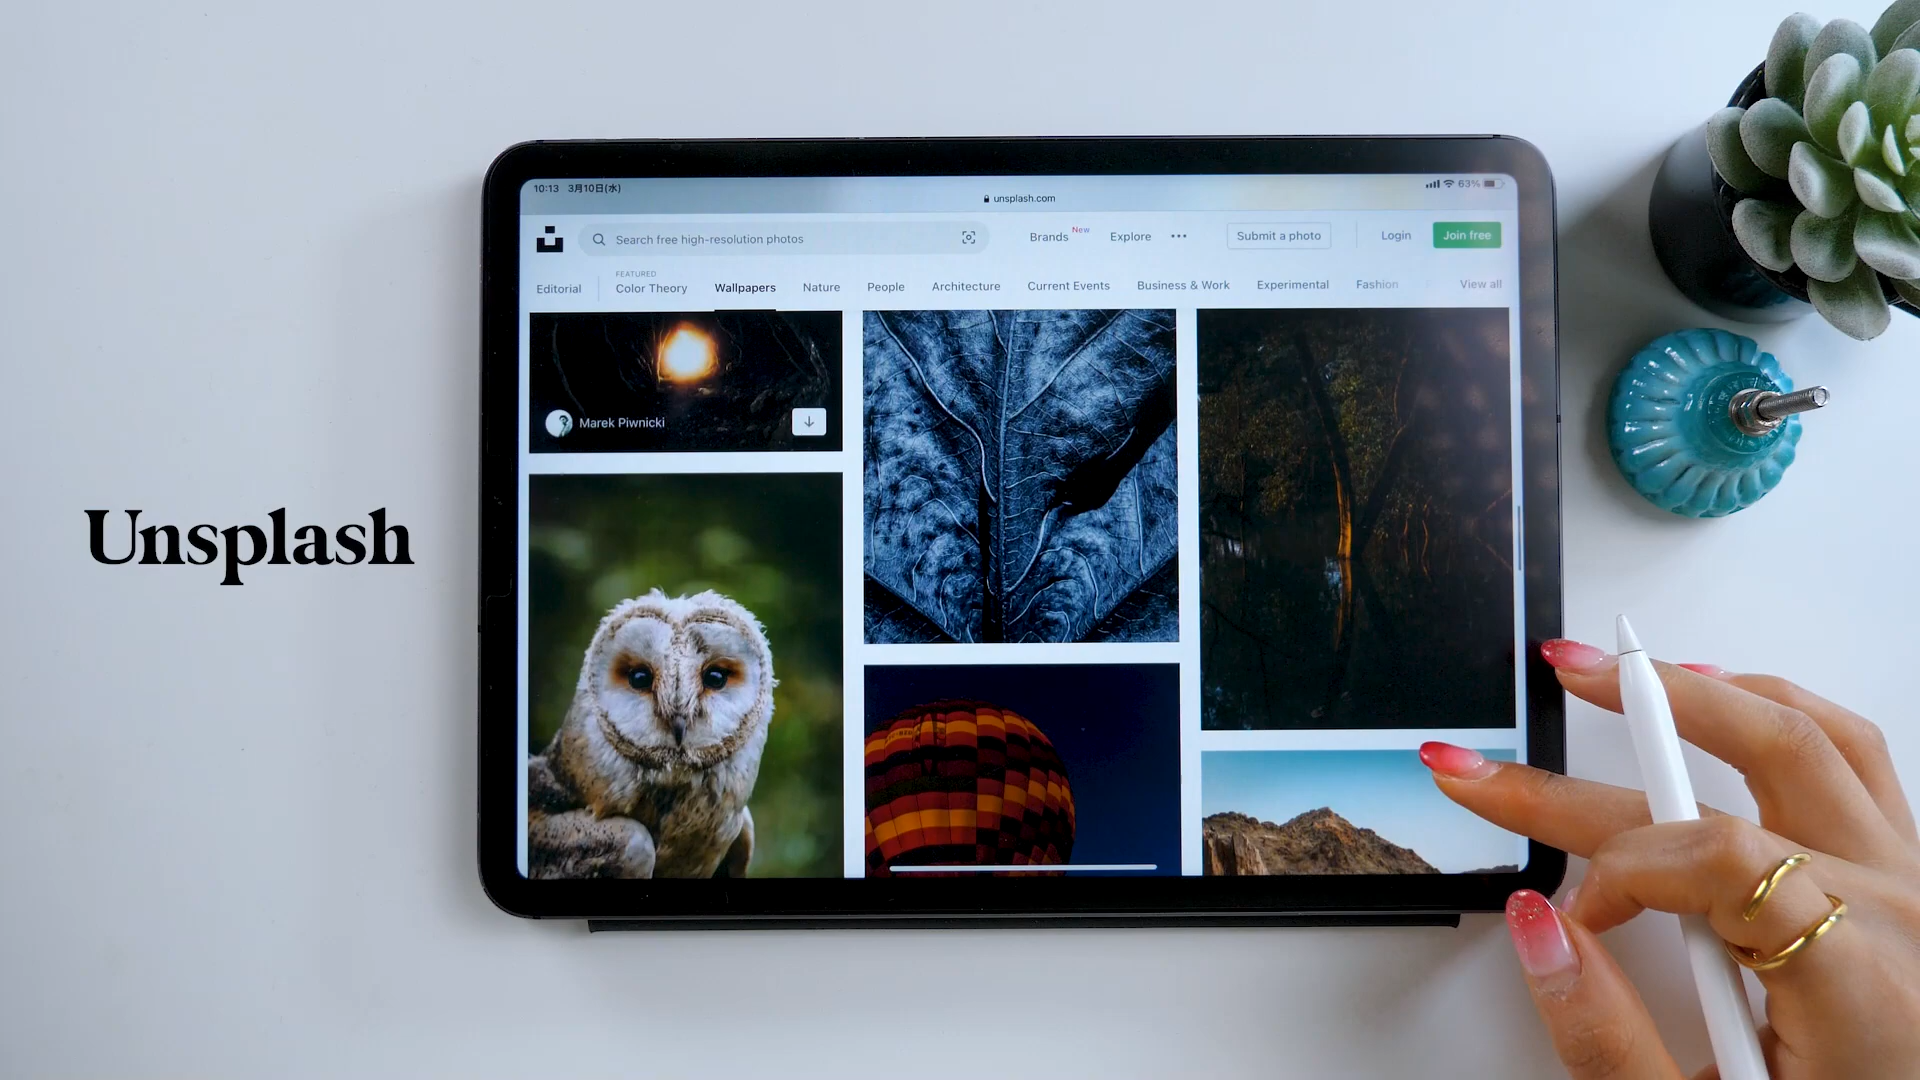 Unsplash
10:13 3月10日(水)
63%
unsplash.com
Search free high-resolution photos
Brands New
Explore
Submit a photo
Login
Join free
Editorial
FEATURED
Color Theory
Wallpapers
Nature
People
Architecture
Current Events
Business & Work
Experimental
Fashion
View all
Marek Piwnicki